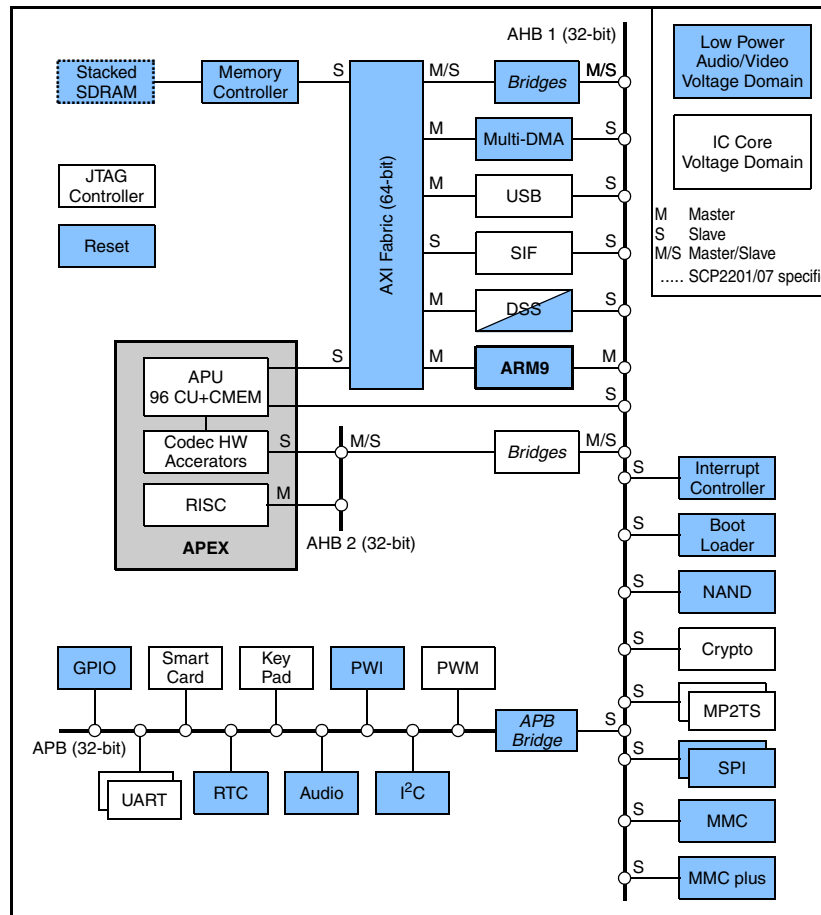 AHB 1 (32-bit)
Stacked
SDRAM
Memory
Controller
S
M/S
Bridges
M/S
Low Power
Audio/Video
Voltage Domain
AXI Fabric (64-bit)
M
Multi-DMA
S
IC Core
Voltage Domain
JTAG
Controller
M
USB
S
M Master
S Slave
M/S Master/Slave
..... SCP2201/07 specifi
Reset
S
SIF
S
M
DSS
S
APU
96 CU+CMEM
S
M
ARM9
M
S
Codec HW
Accerators
S
M/S
Bridges
M/S
S
Interrupt
Controller
RISC
M
APEX
AHB 2 (32-bit)
S
Boot
Loader
S
NAND
S
Crypto
GPIO
Smart
Card
Key
Pad
PWI
PWM
S
MP2TS
APB (32-bit)
APB
Bridge
S
S
SPI
UART
RTC
Audio
I²C
S
MMC
S
MMC plus